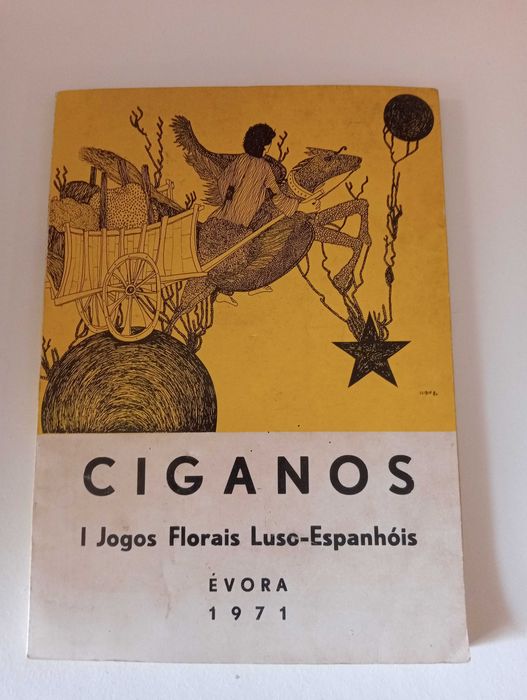 CIGANOS
I Jogos Florais Luso-Espanhóis
ÉVORA
1971